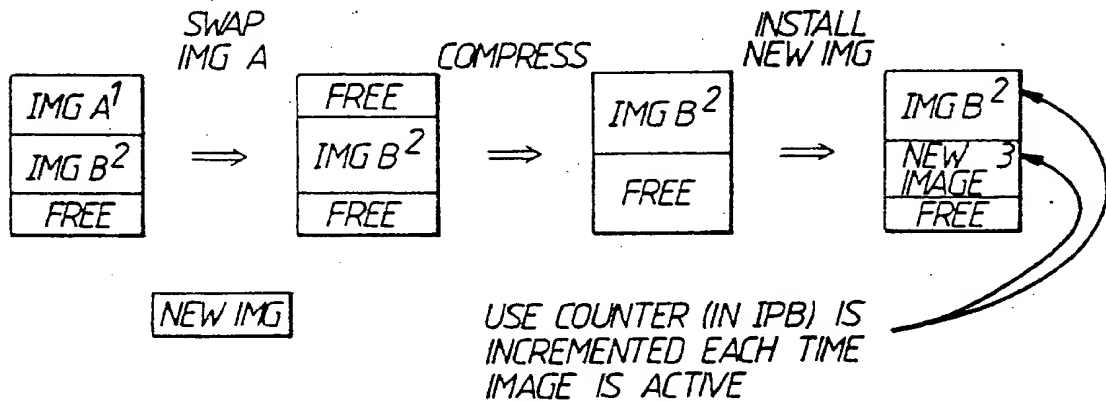 SWAP
IMG A
COMPRESS
INSTALL
NEW IMG
IMG A1
IMG B2
FREE
⇒
FREE
IMG B2
FREE
⇒
IMG B2
FREE
⇒
IMG B2
NEW 3
IMAGE
FREE
NEW IMG
USE COUNTER (IN IPB) IS
INCREMENTED EACH TIME
IMAGE IS ACTIVE